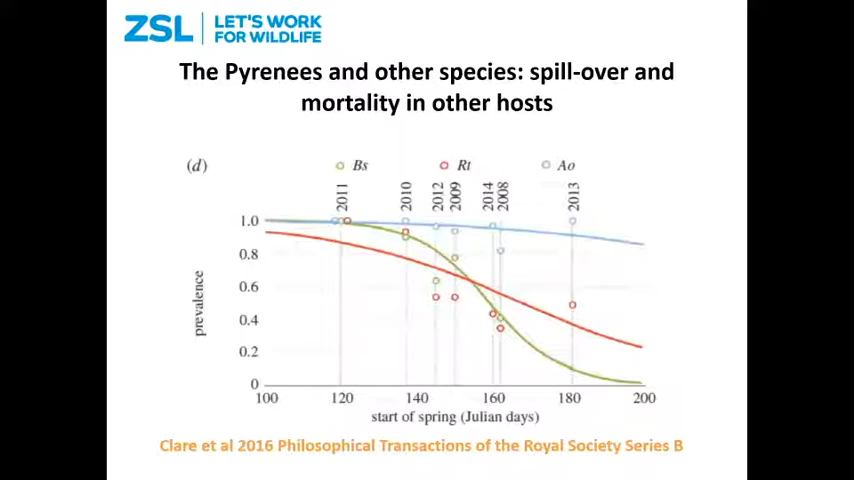 ZSL
LET'S WORK
FOR WILDLIFE
The Pyrenees and other species: spill-over and
mortality in other hosts
(d)
Bs
Rt
Ao
2011
2010
2012
2009
2014
2008
2013
1.0
0.8
0.6
0.4
0.2
0
prevalence
100 120 140 160 180 200
start of spring (Julian days)
Clare et al 2016 Philosophical Transactions of the Royal Society Series B